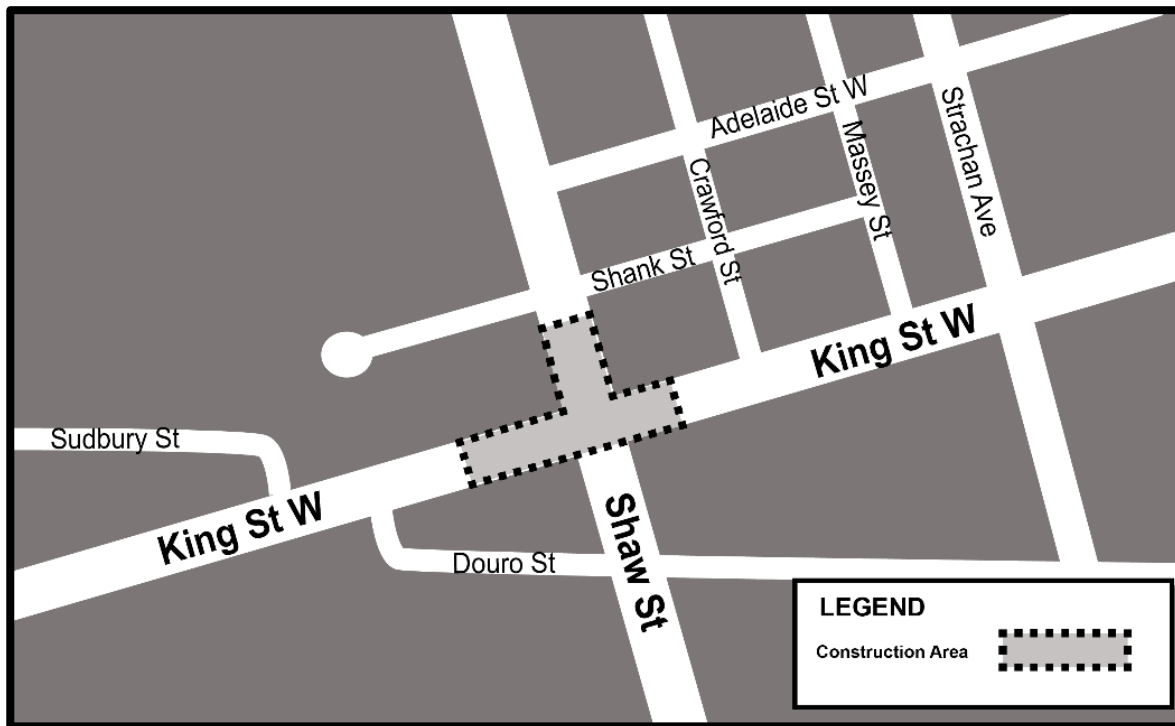 Adelaide St W
Strachan Ave
Massey St
Crawford St
Shank St
King St W
Sudbury St
King St W
Shaw St
Douro St
LEGEND
Construction Area